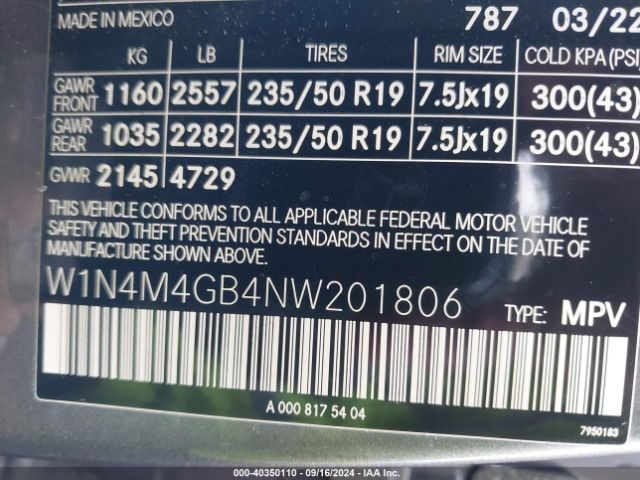 MADE IN MEXICO 787 03/22
KG LB TIRES RIM SIZE COLD KPA(PSI
GAWR FRONT 1160 2557 235/50 R19 7.5Jx19 300(43)
GAWR REAR 1035 2282 235/50 R19 7.5Jx19 300(43)
GVWR 2145 4729
THIS VEHICLE CONFORMS TO ALL APPLICABLE FEDERAL MOTOR VEHICLE
SAFETY AND THEFT PREVENTION STANDARDS IN EFFECT ON THE DATE OF
MANUFACTURE SHOWN ABOVE.
W1N4M4GB4NW201806 TYPE: MPV
A 000 817 54 04
7950183
000-40350110 - 09/16/2024 - IAA Inc.